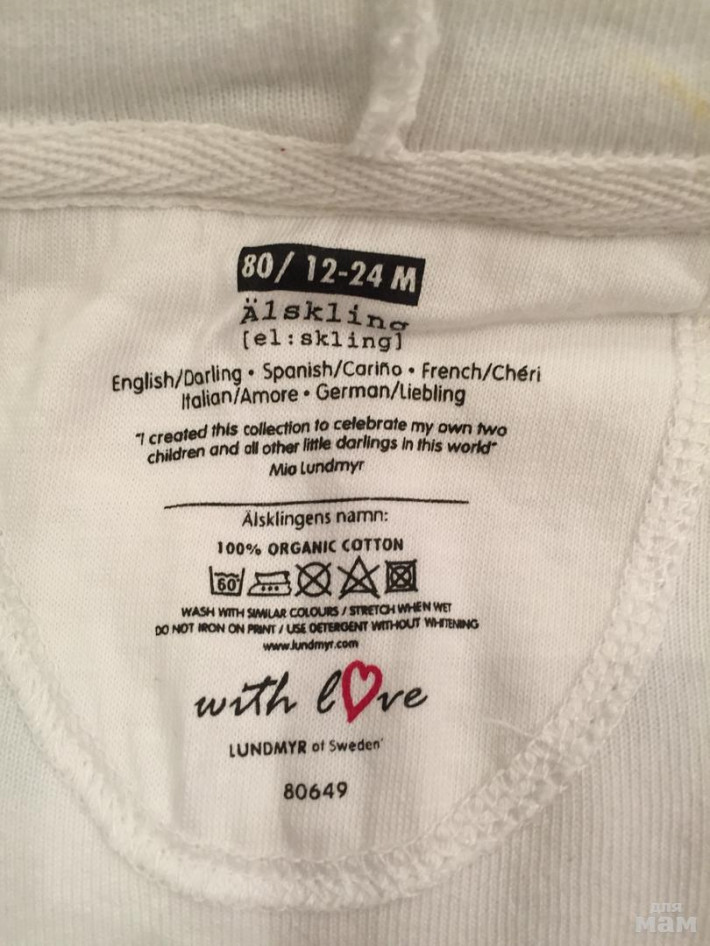 80/ 12-24 M
Älskling
[el:skling]
English/Darling • Spanish/Cariño • French/Chéri
Italian/Amore • German/Liebling
"I created this collection to celebrate my own two
children and all other little darlings in this world"
Mia Lundmyr
Älsklingens namn:
100% ORGANIC COTTON
60
WASH WITH SIMILAR COLOURS / STRETCH WHEN WET
DO NOT IRON ON PRINT / USE DETERGENT WITHOUT WHITENING
www.lundmyr.com
with love
LUNDMYR of Sweden
80649
для
мам